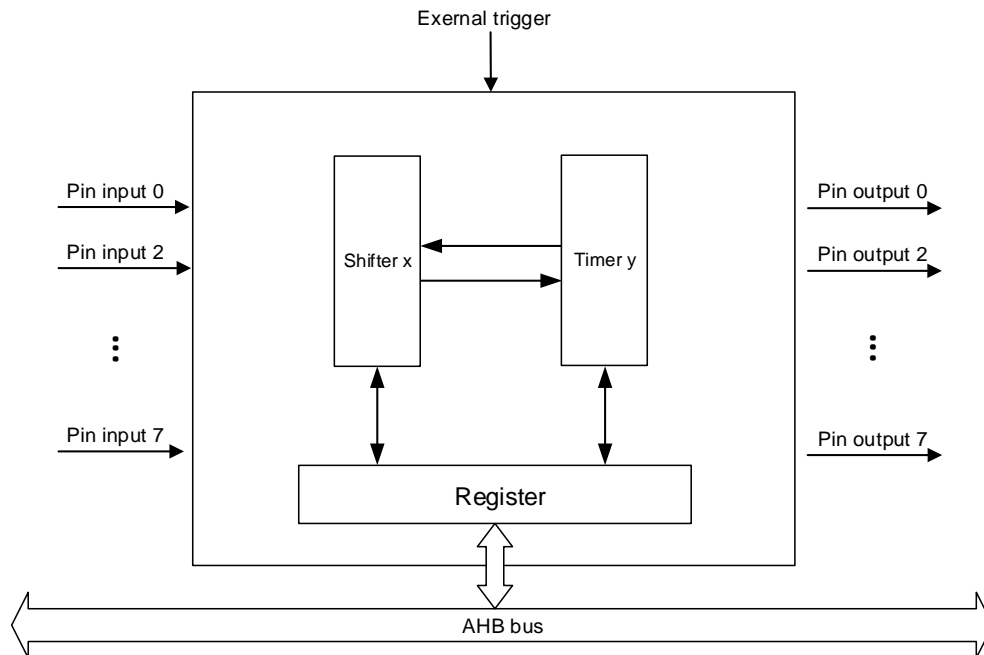 Exernal trigger
Pin input 0
Pin output 0
Pin input 2
Shifter x
Timer y
Pin output 2
Pin input 7
Pin output 7
Register
AHB bus